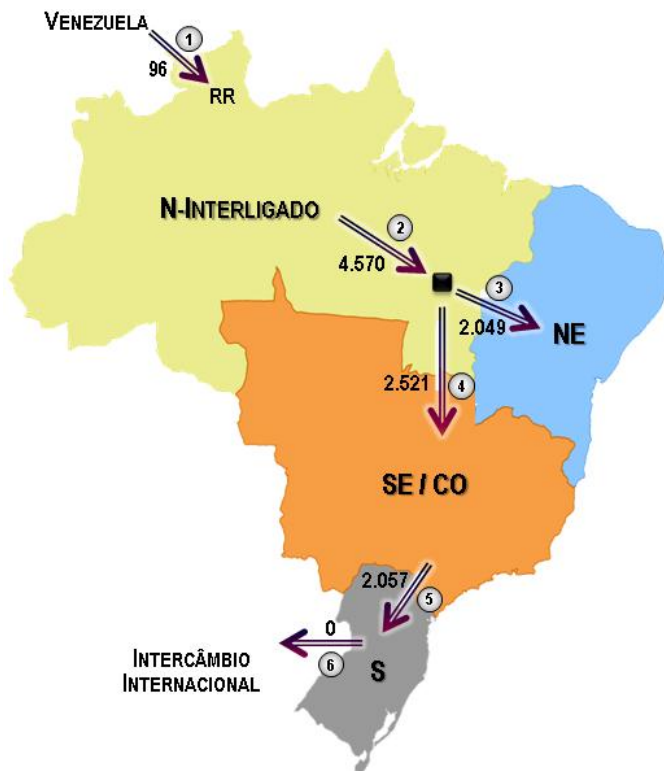 VENEZUELA
1
96
RR
N-INTERLIGADO
2
4.570
3
2.049
NE
2.521
4
SE / CO
2.057
5
0
6
INTERCÂMBIO
INTERNACIONAL
S